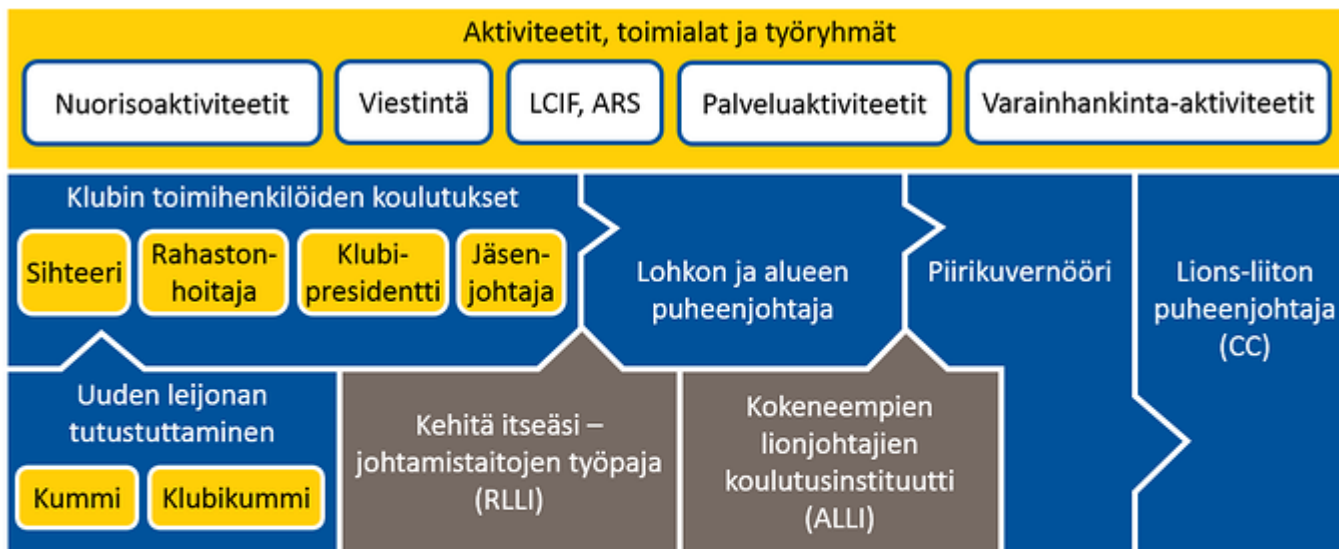 Aktiviteetit, toimialat ja työryhmät
Nuorisoaktiviteetit
Viestintä
LCIF, ARS
Palveluaktiviteetit
Varainhankinta-aktiviteetit
Klubin toimihenkilöiden koulutukset
Sihteeri
Rahaston-
hoitaja
Klubi-
presidentti
Jäsen-
johtaja
Lohkon ja alueen
puheenjohtaja
Piirikuvernööri
Lions-liiton
puheenjohtaja
(CC)
Uuden leijonan
tutustuttaminen
Kummi
Klubikummi
Kehitä itseäsi –
johtamistaitojen työpaja
(RLLI)
Kokeneempien
lionjohtajien
koulutusinstituutti
(ALLI)